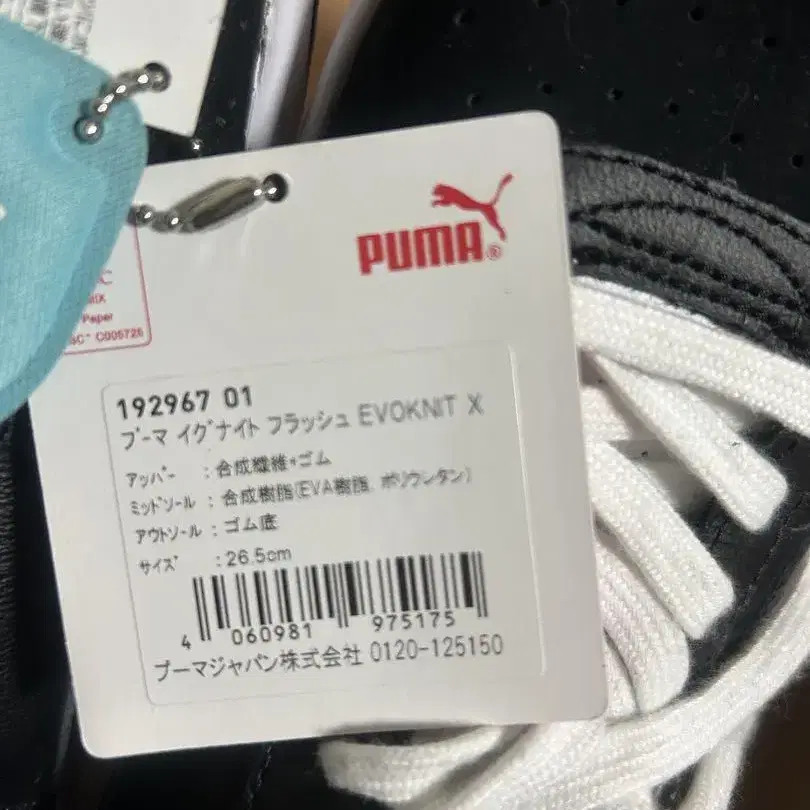 PUMA®
MIX
Paper
C005726
192967 01
プーマ イグナイト フラッシュ EVOKNIT X
アッパー : 合成繊維+ゴム
ミッドソール : 合成樹脂(EVA樹脂, ポリウレタン)
アウトソール : ゴム底
サイズ : 26.5cm
4 060981 975175
プーマジャパン株式会社 0120-125150